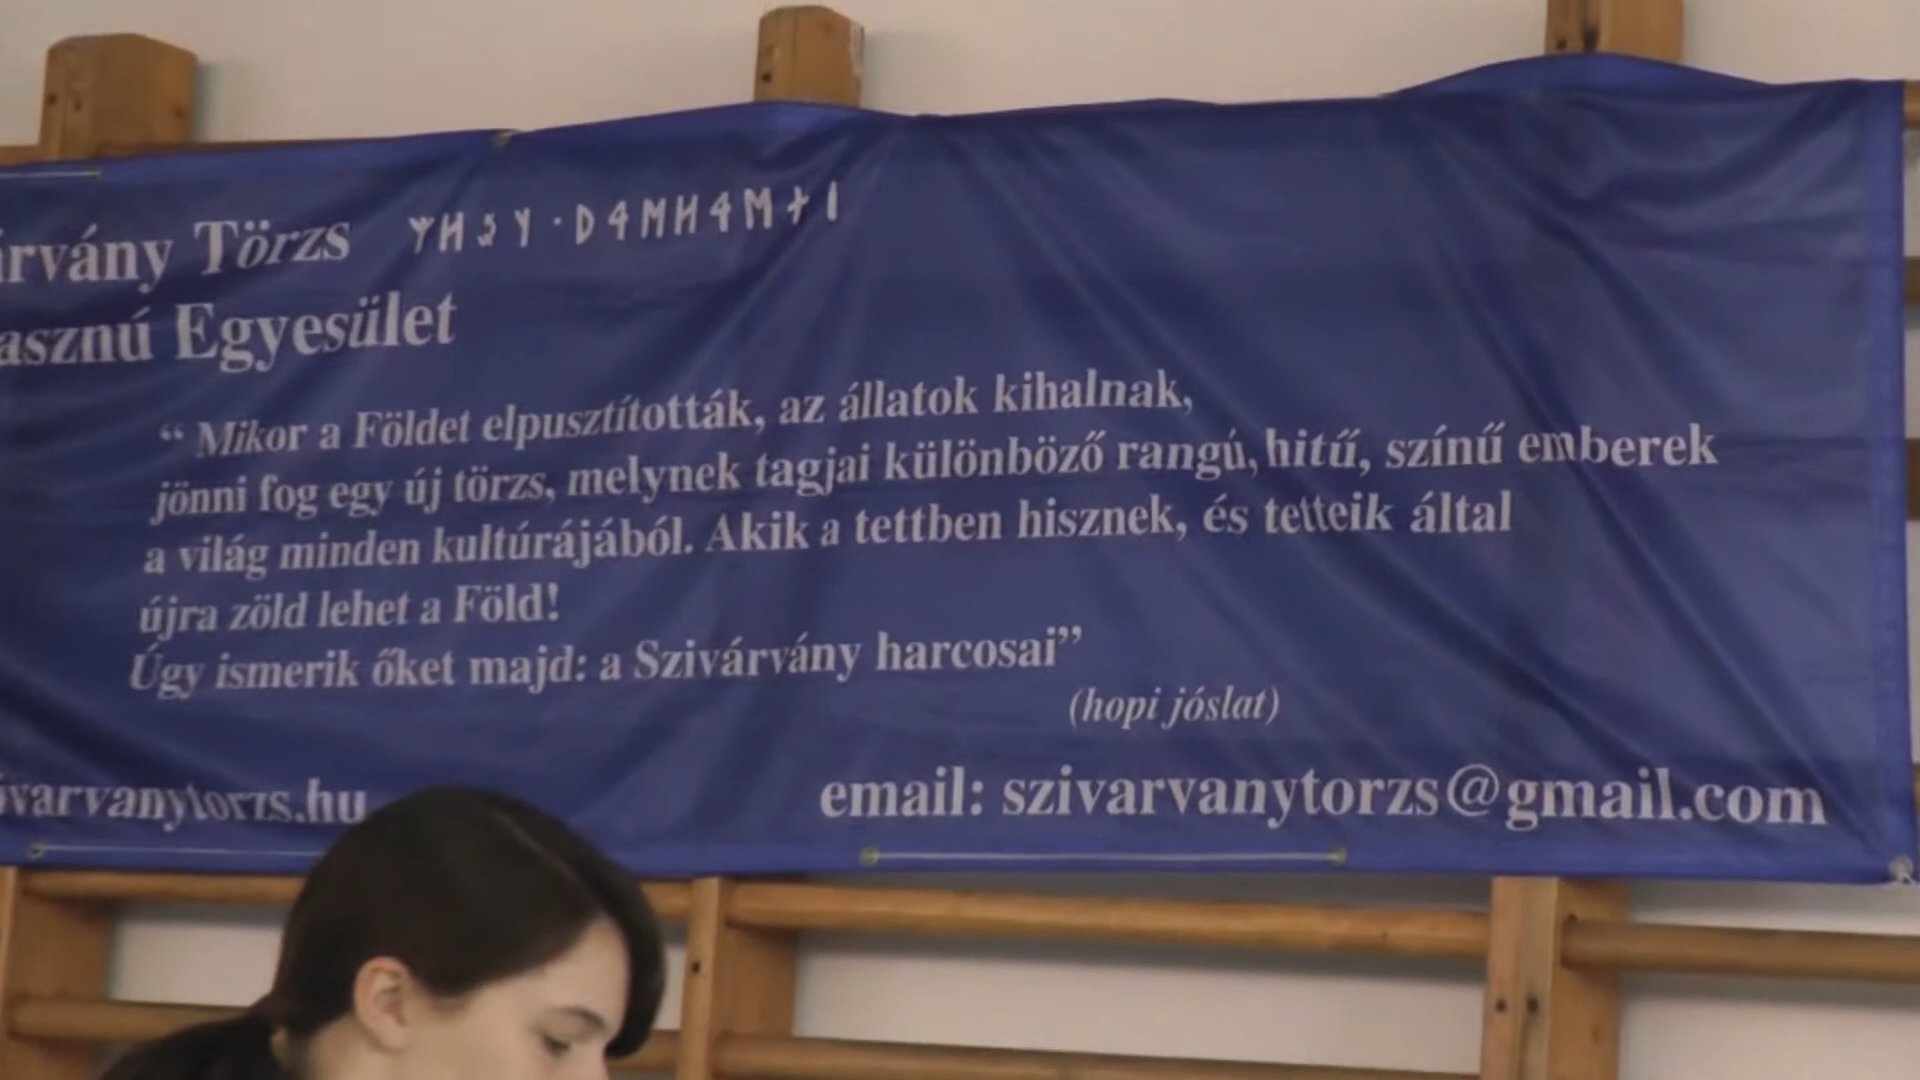 árvány Törzs
asznú Egyesület
“ Mikor a Földet elpusztították, az állatok kihalnak,
jönni fog egy új törzs, melynek tagjai különböző rangú, hitű, színű emberek
a világ minden kultúrájából. Akik a tettben hisznek, és tetteik által
újra zöld lehet a Föld!
Úgy ismerik őket majd: a Szivárvány harcosai”
(hopi jóslat)
ivarvanytorzs.hu
email: szivarvanytorzs@gmail.com